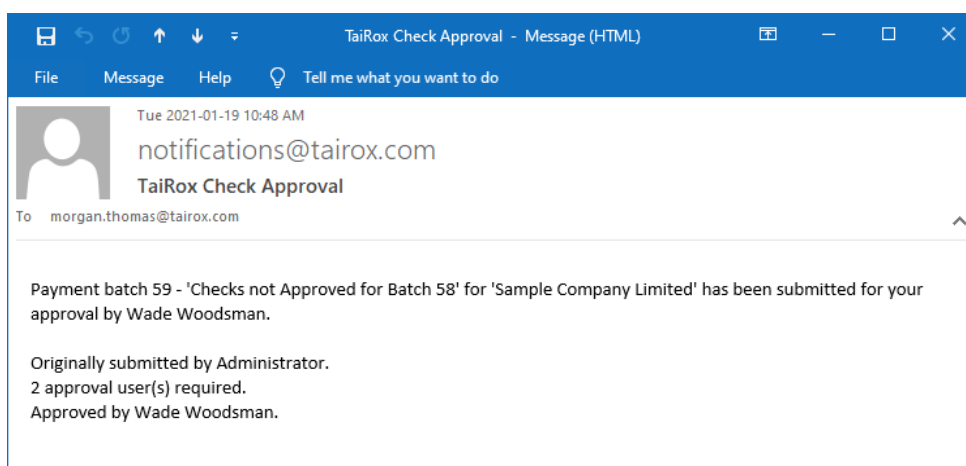 TaiRox Check Approval - Message (HTML)
File Message Help Tell me what you want to do
Tue 2021-01-19 10:48 AM
notifications@tairox.com
TaiRox Check Approval
To morgan.thomas@tairox.com
Payment batch 59 - 'Checks not Approved for Batch 58' for 'Sample Company Limited' has been submitted for your
approval by Wade Woodsman.
Originally submitted by Administrator.
2 approval user(s) required.
Approved by Wade Woodsman.